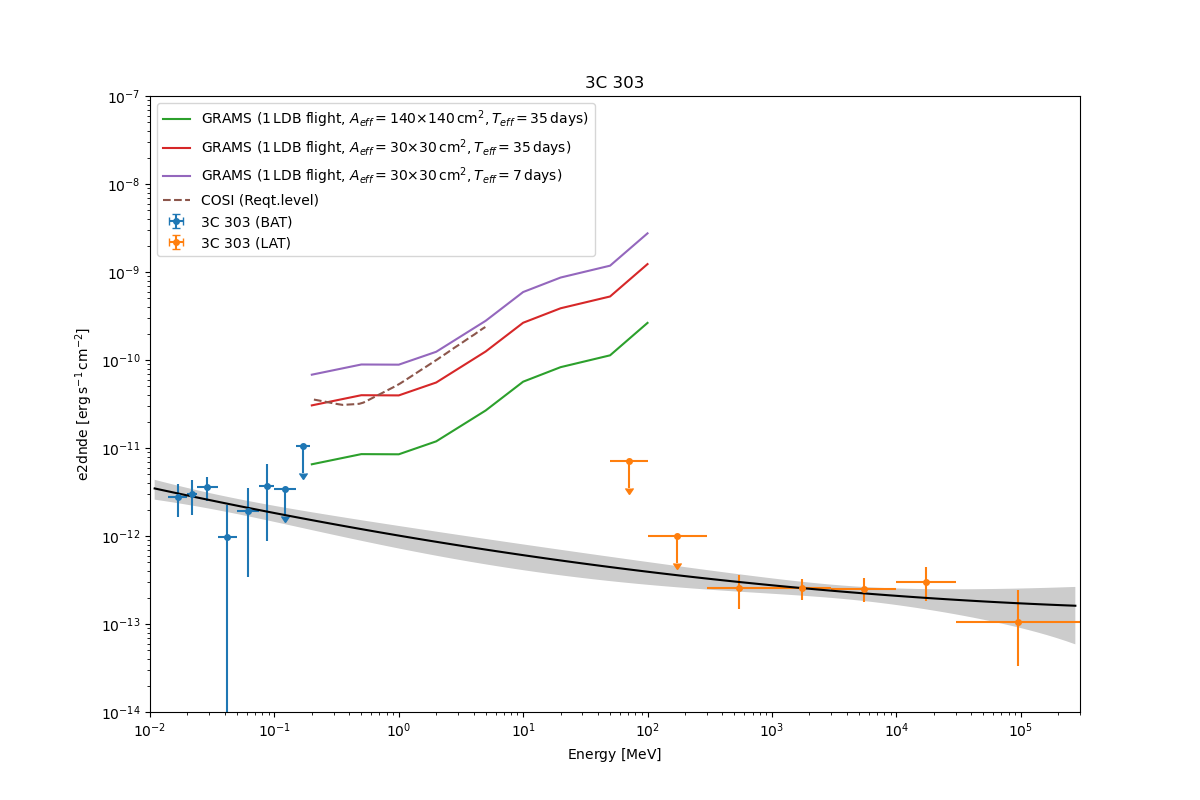 3C 303
GRAMS (1 LDB flight, A_eff = 140×140 cm², T_eff = 35 days)
GRAMS (1 LDB flight, A_eff = 30×30 cm², T_eff = 35 days)
GRAMS (1 LDB flight, A_eff = 30×30 cm², T_eff = 7 days)
COSI (Reqt.level)
3C 303 (BAT)
3C 303 (LAT)
e2dnde [erg s⁻¹ cm⁻²]
10⁻⁷
10⁻⁸
10⁻⁹
10⁻¹⁰
10⁻¹¹
10⁻¹²
10⁻¹³
10⁻¹⁴
10⁻² 10⁻¹ 10⁰ 10¹ 10² 10³ 10⁴ 10⁵
Energy [MeV]